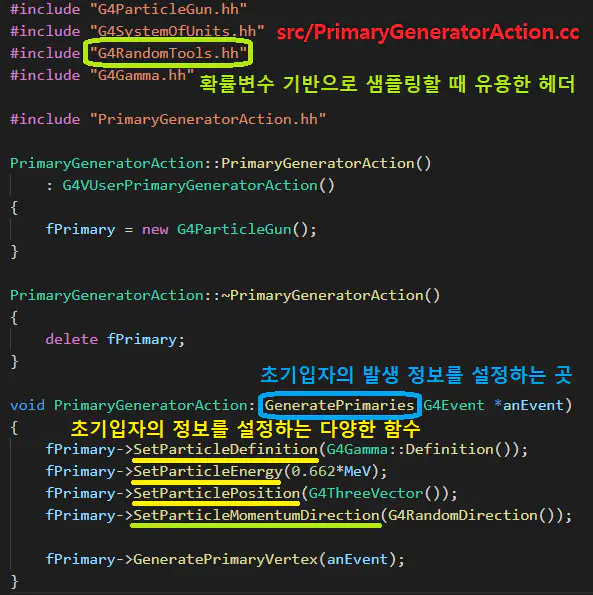 #include "G4ParticleGun.hh"
#include "G4SystemOfUnits.hh" src/PrimaryGeneratorAction.cc
#include "G4RandomTools.hh"
#include "G4Gamma.hh" 확률변수 기반으로 샘플링할 때 유용한 헤더
#include "PrimaryGeneratorAction.hh"
PrimaryGeneratorAction::PrimaryGeneratorAction()
: G4VUserPrimaryGeneratorAction()
{
fPrimary = new G4ParticleGun();
}
PrimaryGeneratorAction::~PrimaryGeneratorAction()
{
delete fPrimary;
}
초기입자의 발생 정보를 설정하는 곳
void PrimaryGeneratorAction::GeneratePrimaries(G4Event *anEvent)
초기입자의 정보를 설정하는 다양한 함수
{
fPrimary->SetParticleDefinition(G4Gamma::Definition());
fPrimary->SetParticleEnergy(0.662*MeV);
fPrimary->SetParticlePosition(G4ThreeVector());
fPrimary->SetParticleMomentumDirection(G4RandomDirection());
fPrimary->GeneratePrimaryVertex(anEvent);
}